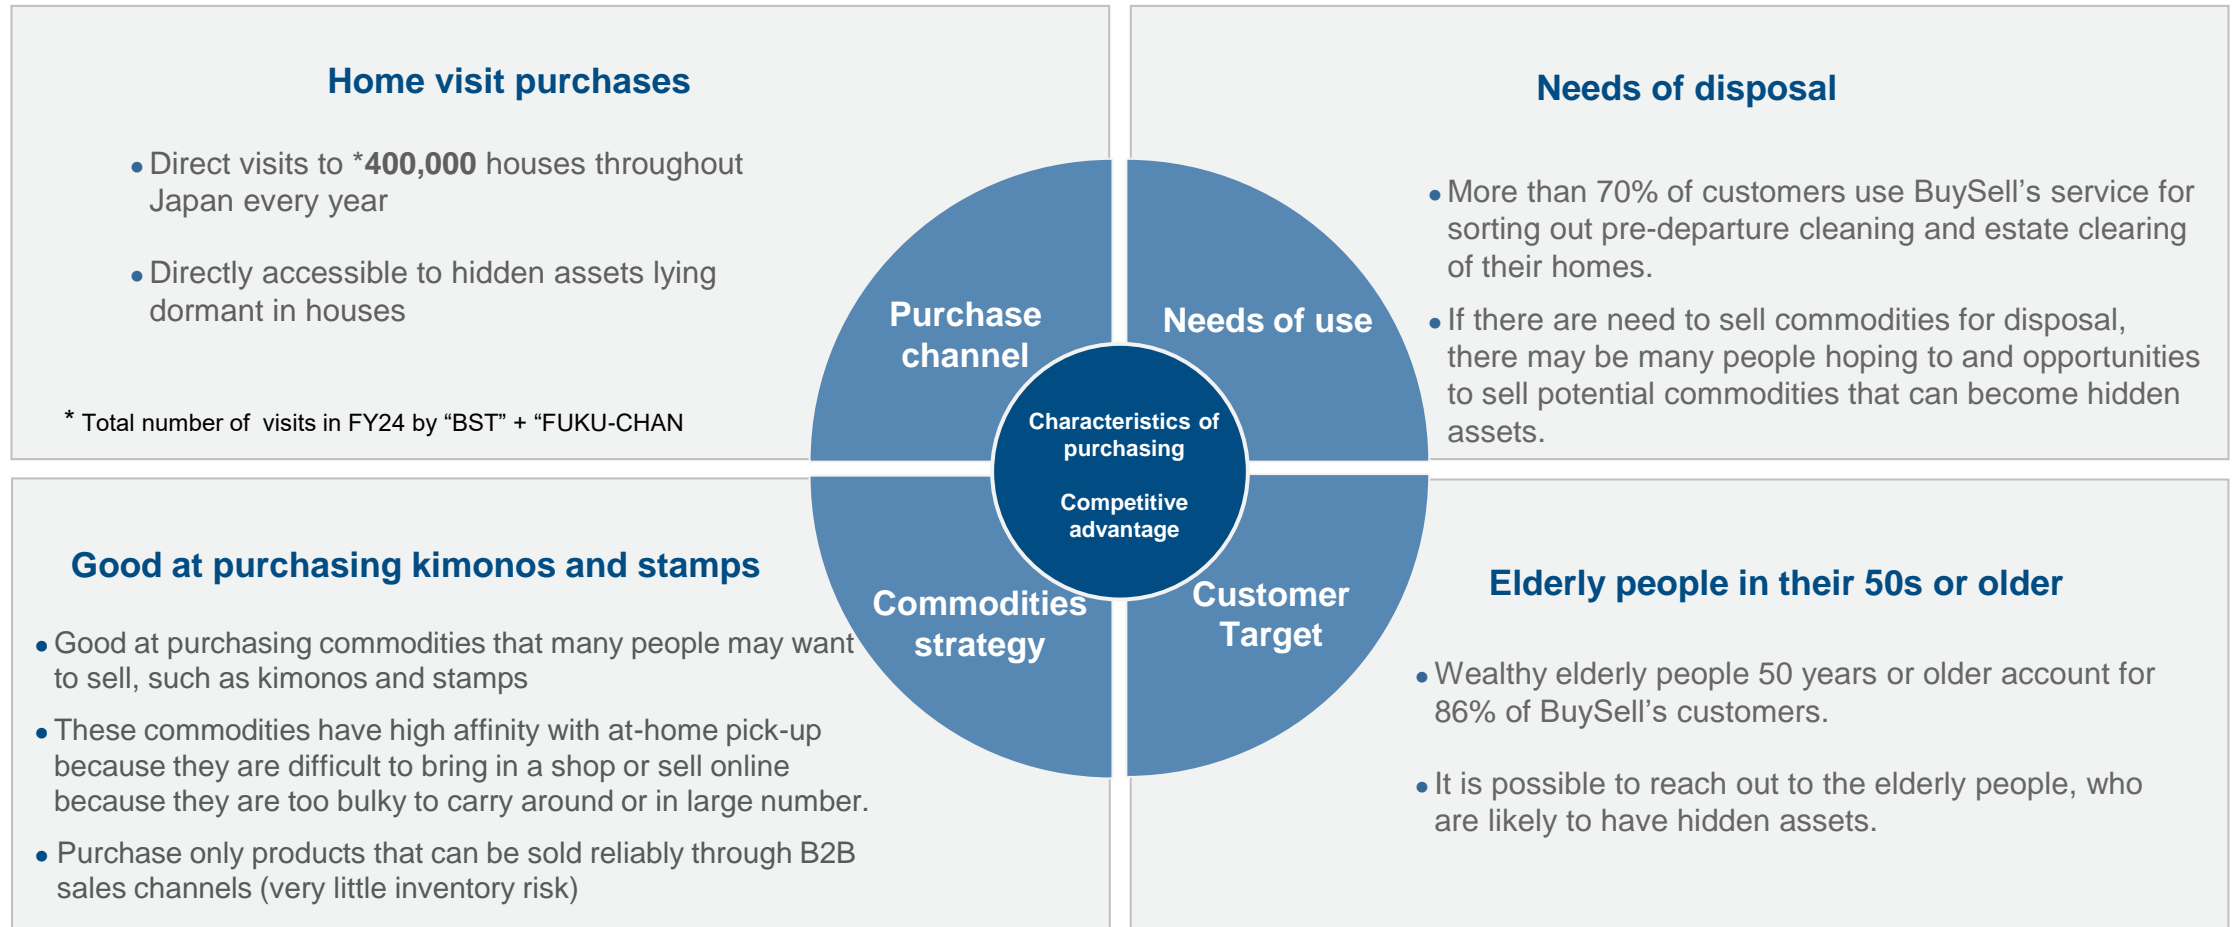 Home visit purchases
• Direct visits to *400,000 houses throughout
Japan every year
• Directly accessible to hidden assets lying
dormant in houses
* Total number of visits in FY24 by “BST” + “FUKU-CHAN
Needs of disposal
• More than 70% of customers use BuySell’s service for
sorting out pre-departure cleaning and estate clearing
of their homes.
• If there are need to sell commodities for disposal,
there may be many people hoping to and opportunities
to sell potential commodities that can become hidden
assets.
Purchase
channel
Needs of use
Characteristics of
purchasing
Competitive
advantage
Commodities
strategy
Customer
Target
Good at purchasing kimonos and stamps
• Good at purchasing commodities that many people may want
to sell, such as kimonos and stamps
• These commodities have high affinity with at-home pick-up
because they are difficult to bring in a shop or sell online
because they are too bulky to carry around or in large number.
• Purchase only products that can be sold reliably through B2B
sales channels (very little inventory risk)
Elderly people in their 50s or older
• Wealthy elderly people 50 years or older account for
86% of BuySell’s customers.
• It is possible to reach out to the elderly people, who
are likely to have hidden assets.